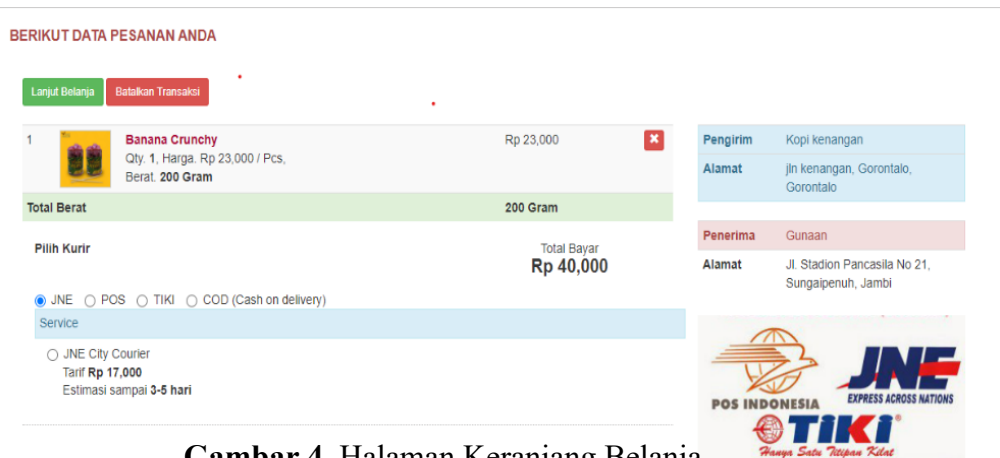 BERIKUT DATA PESANAN ANDA
Lanjut Belanja Batalkan Transaksi
1 Banana Crunchy Rp 23,000
Qty. 1, Harga. Rp 23,000 / Pcs,
Berat. 200 Gram
Total Berat 200 Gram
Pilih Kurir Total Bayar
Rp 40,000
JNE POS TIKI COD (Cash on delivery)
Service
JNE City Courier
Tarif Rp 17,000
Estimasi sampai 3-5 hari
Pengirim Kopi kenangan
Alamat jln kenangan, Gorontalo,
Gorontalo
Penerima Gunaan
Alamat Jl. Stadion Pancasila No 21,
Sungaipenuh, Jambi
POS INDONESIA
JNE
EXPRESS ACROSS NATIONS
TIKI
Hanya Satu Titipan Kilat
Gambar 4. Halaman Keranjang Belanja